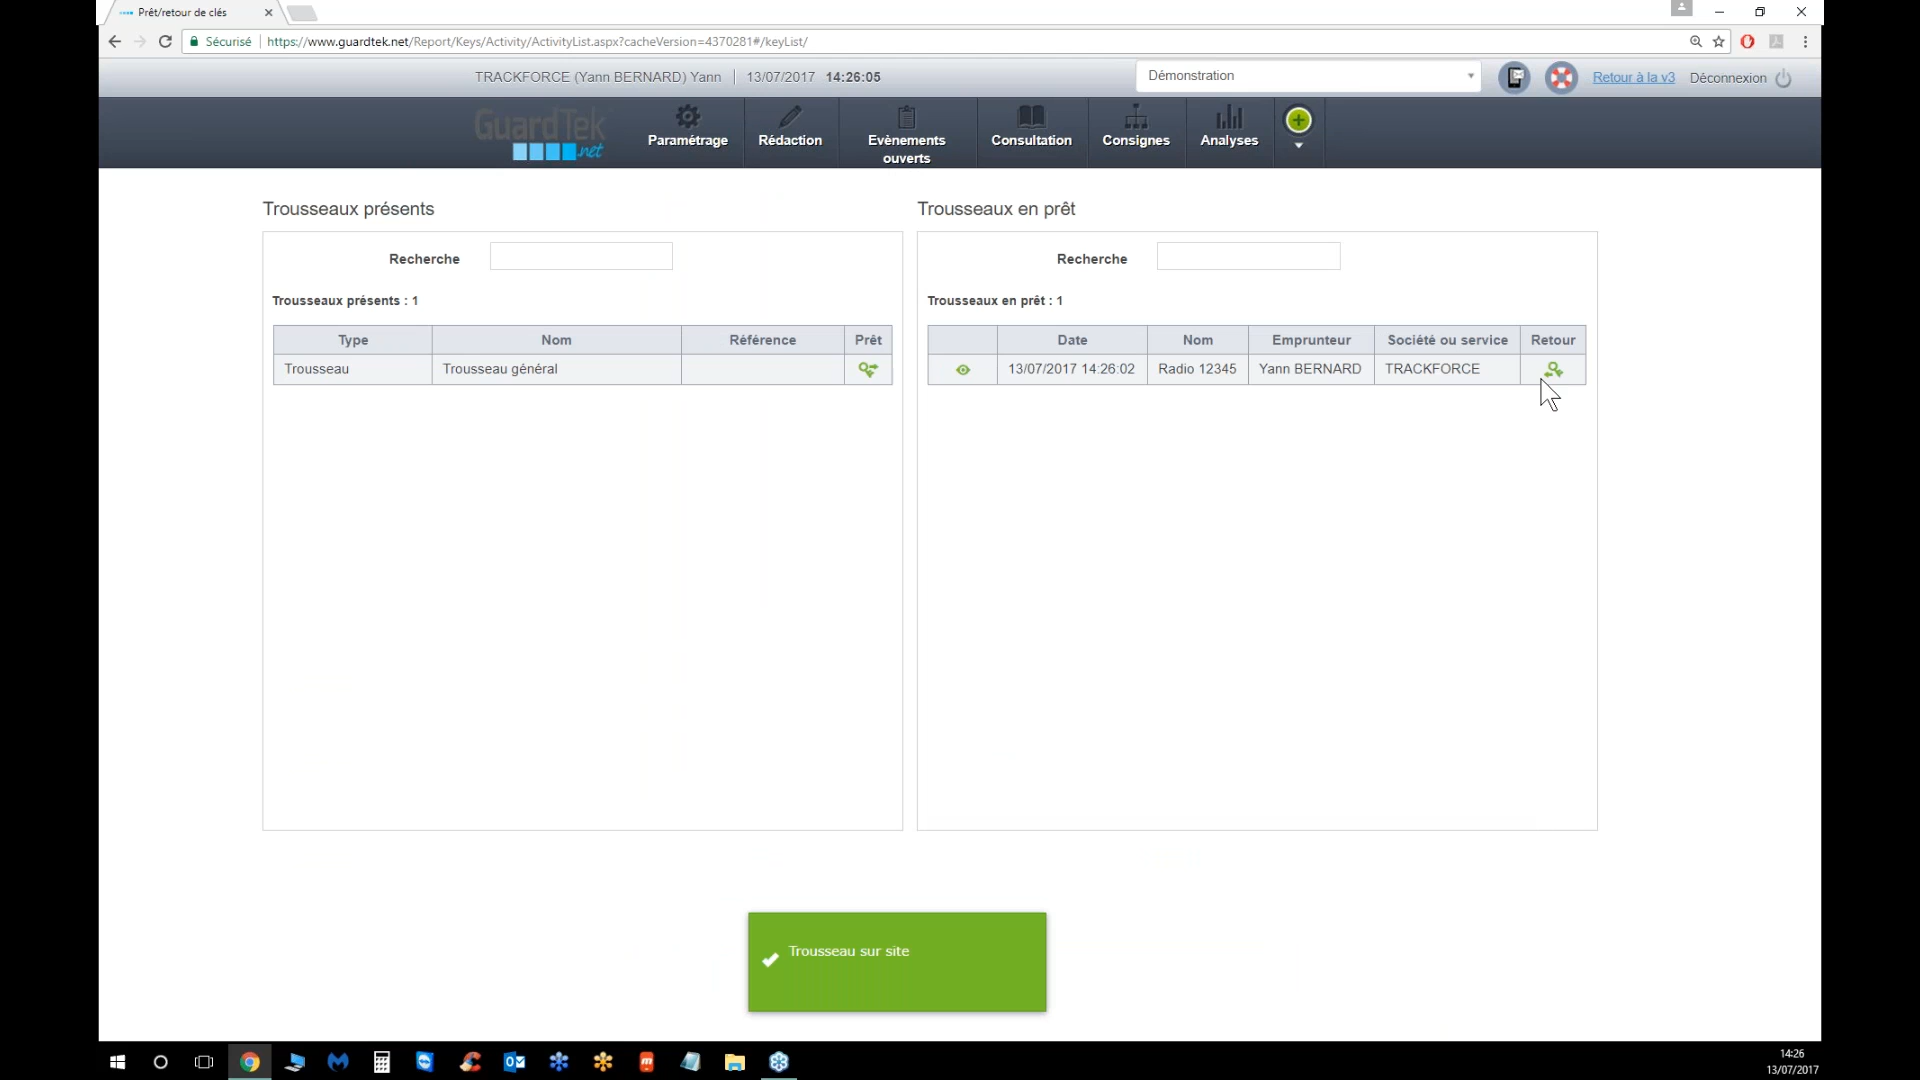 Prêt/retour de clés
Sécurisé | https://www.guardtek.net/Report/Keys/Activity/ActivityList.aspx?cacheVersion=4370281#/keyList/
TRACKFORCE (Yann BERNARD) Yann | 13/07/2017 14:26:05
Démonstration
Retour à la v3
Déconnexion
GuardTek
.net
Paramétrage
Rédaction
Evènements
ouverts
Consultation
Consignes
Analyses
Trousseaux présents
Recherche
Trousseaux présents : 1
Type Nom Référence Prêt
Trousseau Trousseau général
Trousseaux en prêt
Recherche
Trousseaux en prêt : 1
Date Nom Emprunteur Société ou service Retour
13/07/2017 14:26:02 Radio 12345 Yann BERNARD TRACKFORCE
Trousseau sur site
14:26
13/07/2017